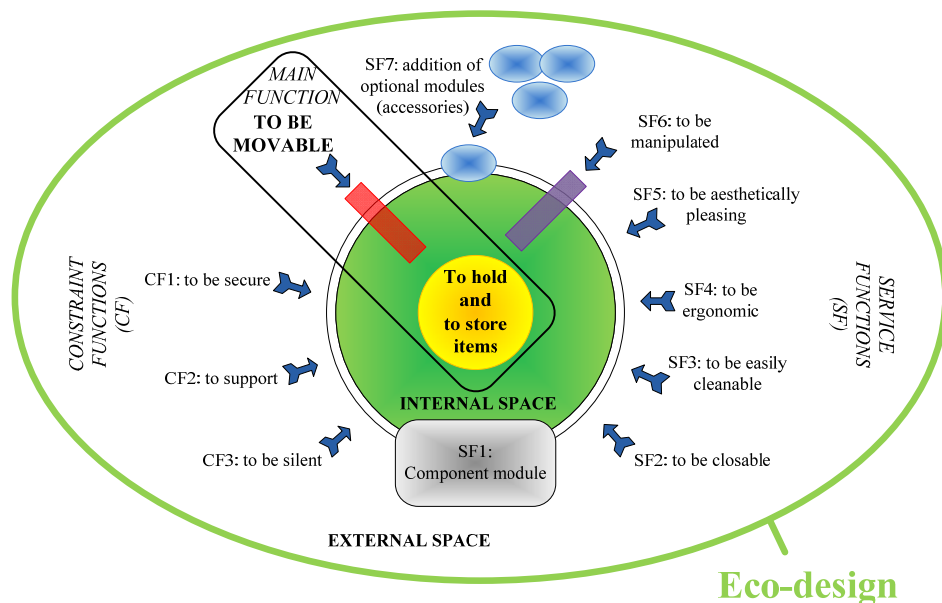 MAIN
FUNCTION
TO BE
MOVABLE
SF7: addition of
optional modules
(accessories)
SF6: to be
manipulated
SF5: to be aesthetically
pleasing
SF4: to be
ergonomic
SF3: to be easily
cleanable
SF2: to be closable
SERVICE
FUNCTIONS
(SF)
CONSTRAINT
FUNCTIONS
(CF)
CF1: to be secure
CF2: to support
CF3: to be silent
To hold
and
to store
items
INTERNAL SPACE
SF1:
Component module
EXTERNAL SPACE
Eco-design